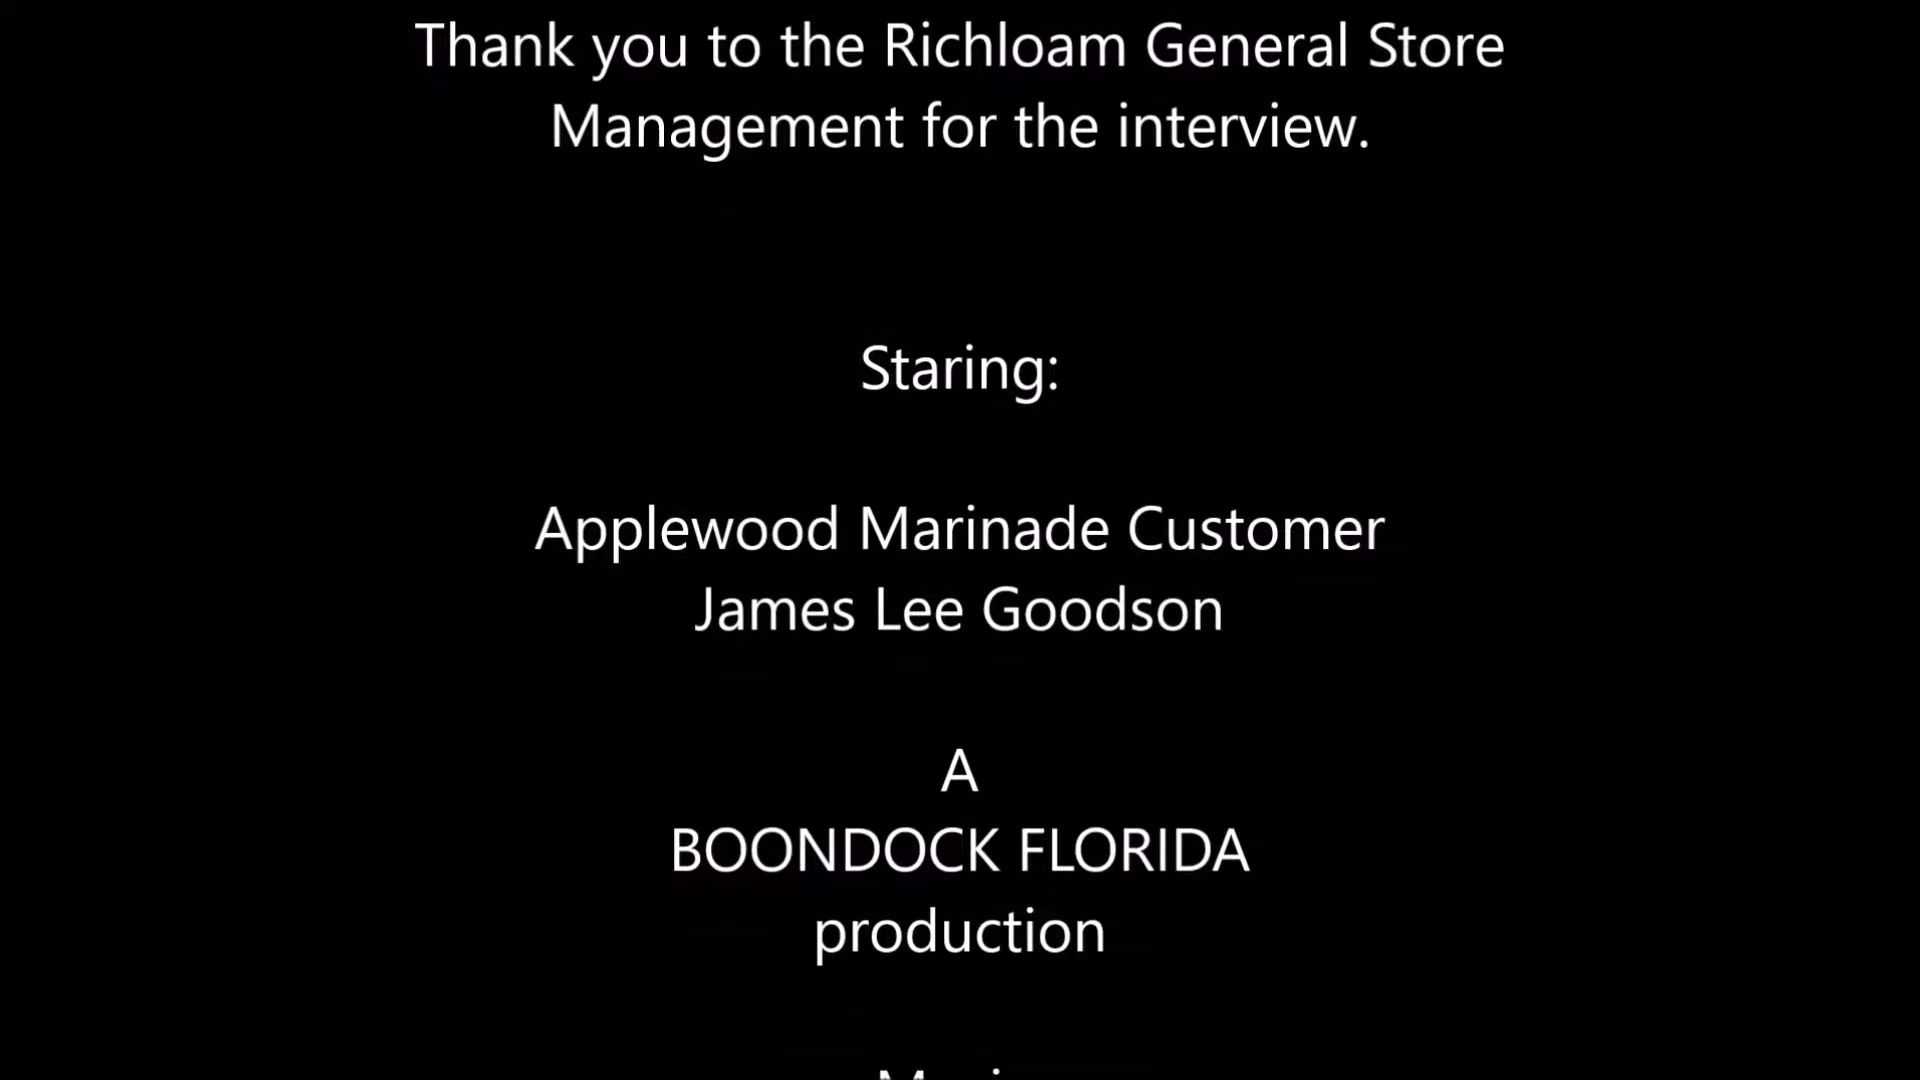 Thank you to the Richloam General Store
Management for the interview.
Staring:
Applewood Marinade Customer
James Lee Goodson
A
BOONDOCK FLORIDA
production